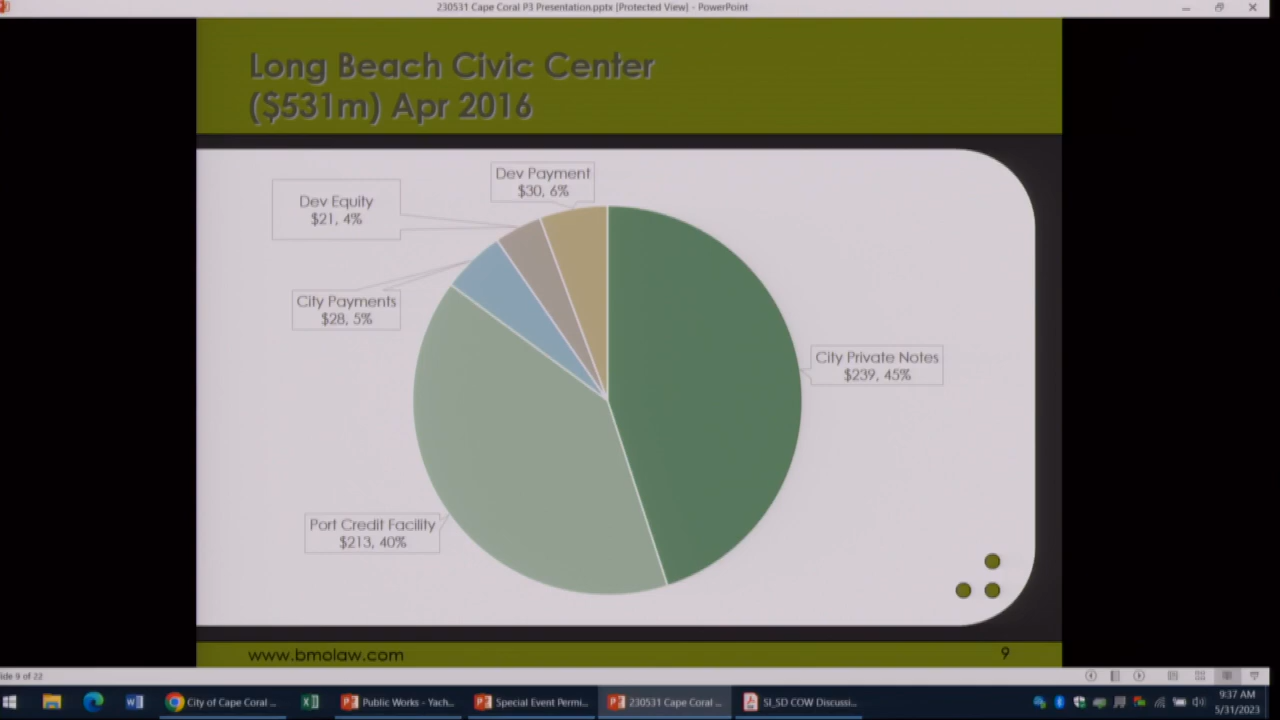 230531 Cape Coral P3 Presentation.pptx [Protected View] - PowerPoint
Long Beach Civic Center
($531m) Apr 2016
Dev Payment
$30, 6%
Dev Equity
$21, 4%
City Payments
$28, 5%
City Private Notes
$239, 45%
Port Credit Facility
$213, 40%
www.bmolaw.com
9
lide 9 of 22
City of Cape Coral ...
Public Works - Yach...
Special Event Permi...
230531 Cape Coral ...
SI_SD COW Discussi...
9:37 AM
5/31/2023